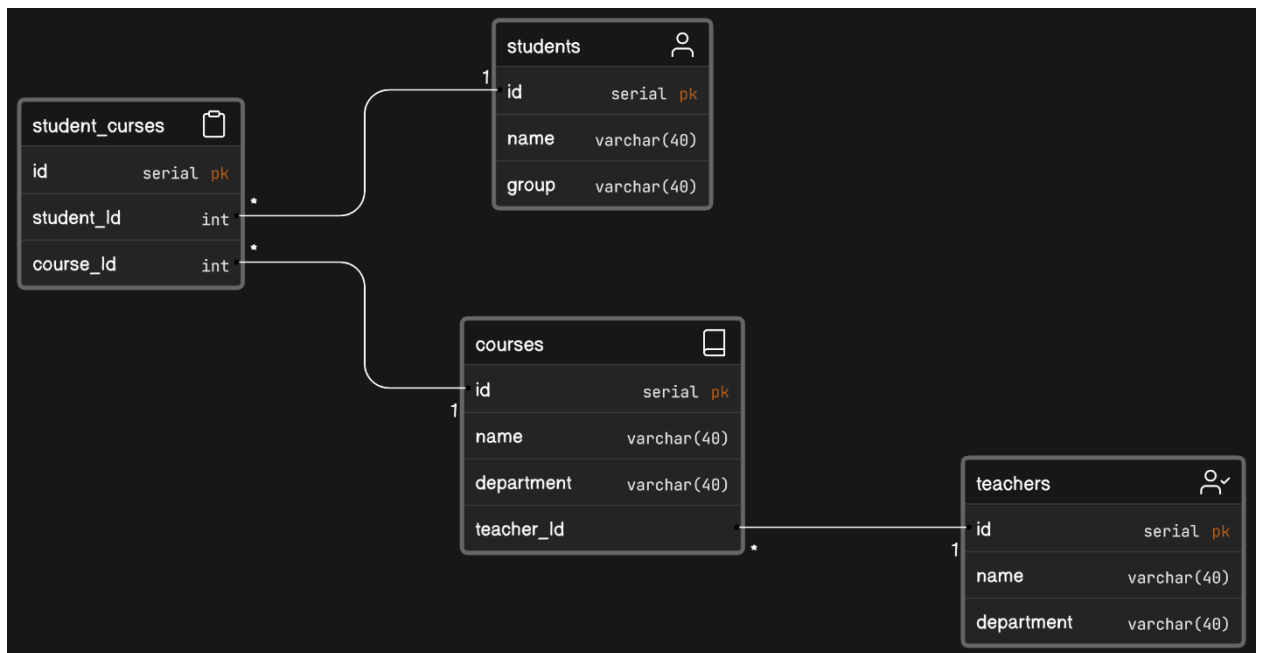 students
1
id serial pk
name varchar(40)
group varchar(40)
student_curses
id serial pk
*
student_Id int
*
course_Id int
courses
id serial pk
1
name varchar(40)
department varchar(40)
teacher_Id
*
teachers
id serial pk
1
name varchar(40)
department varchar(40)